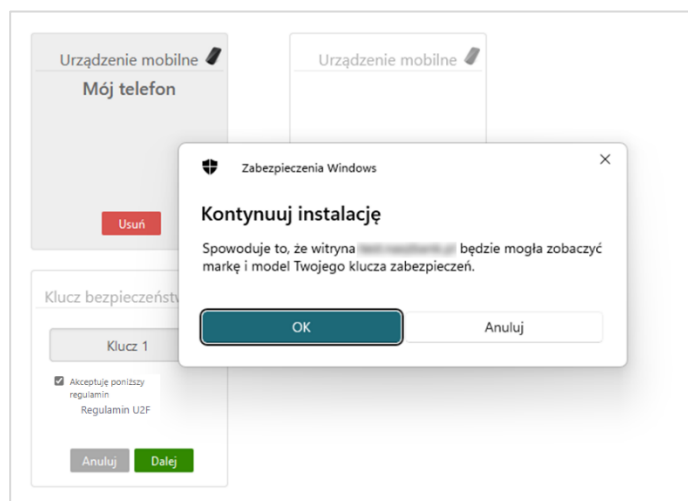 Urządzenie mobilne
Mój telefon
Usuń
Urządzenie mobilne
Zabezpieczenia Windows
Kontynuuj instalację
Spowoduje to, że witryna będzie mogła zobaczyć
markę i model Twojego klucza zabezpieczeń.
OK
Anuluj
Klucz bezpieczeństw
Klucz 1
Akceptuję poniższy
regulamin
Regulamin U2F
Anuluj
Dalej